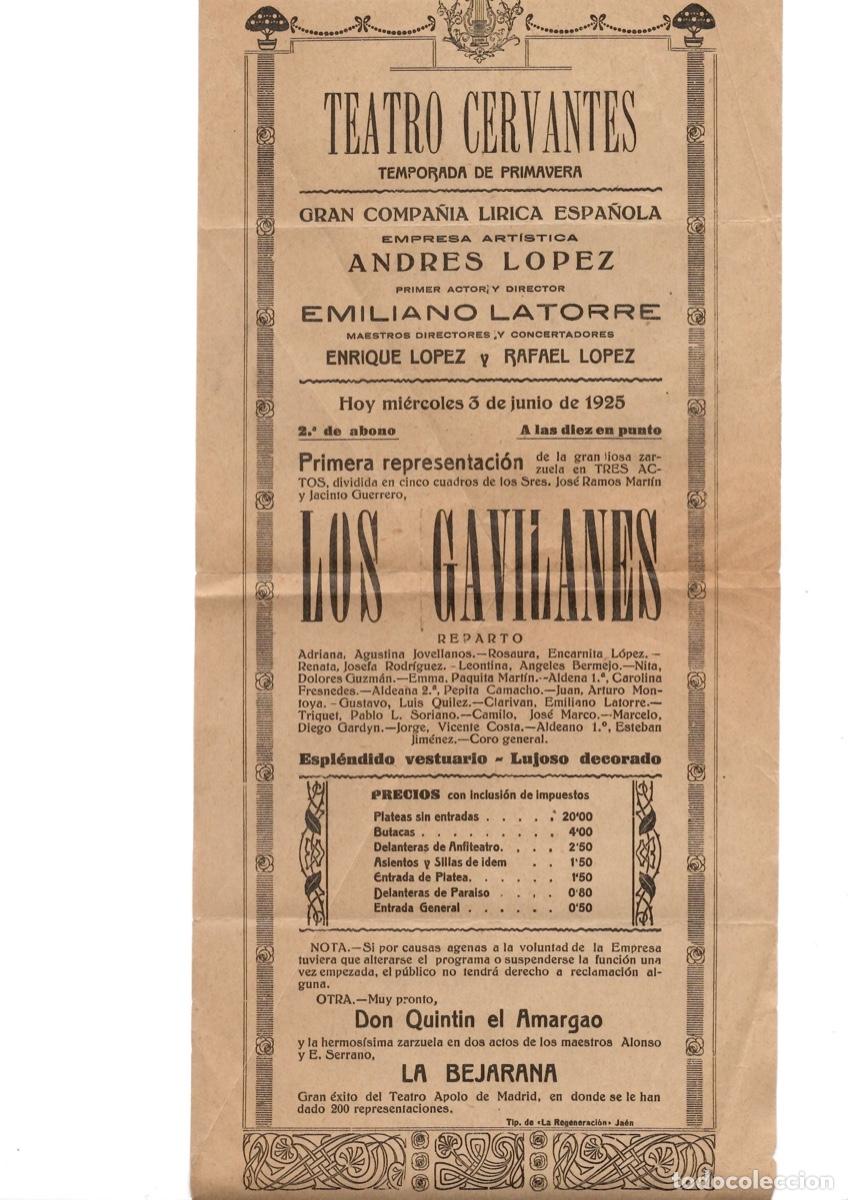 TEATRO CERVANTES
TEMPORADA DE PRIMAVERA
GRAN COMPAÑIA LIRICA ESPAÑOLA
EMPRESA ARTÍSTICA
ANDRES LOPEZ
PRIMER ACTOR Y DIRECTOR
EMILIANO LATORRE
MAESTROS DIRECTORES Y CONCERTADORES
ENRIQUE LOPEZ y RAFAEL LOPEZ
Hoy miércoles 3 de junio de 1925
2.ª de abono A las diez en punto
Primera representación de la grandiosa zar-
zuela en TRES AC-
TOS, dividida en cinco cuadros de los Sres. José Ramos Martín
y Jacinto Guerrero,
LOS GAVILANES
REPARTO
Adriana, Agustina Jovellanos.—Rosaura, Encarnita López.-
Renata, Josefa Rodríguez.-Leontina, Angeles Bermejo.—Nita,
Dolores Guzmán.—Emma, Paquita Martín.--Aldena 1.ª, Carolina
Fresnedes.—Aldeana 2.ª, Pepita Camacho.—Juan, Arturo Mon-
toya.-Gustavo, Luis Quilez.—Clarivan, Emiliano Latorre.—
Triquet, Pablo L. Soriano.—Camilo, José Marco.—Marcelo,
Diego Gardyn.—Jorge, Vicente Costa.—Aldeano 1.º, Esteban
Jiménez.—Coro general.
Espléndido vestuario - Lujoso decorado
PRECIOS con inclusión de impuestos
Plateas sin entradas . . . . . 20'00
Butacas . . . . . . . . . 4'00
Delanteras de Anfiteatro. . . . 2'50
Asientos y Sillas de idem . . 1'50
Entrada de Platea. . . . . . 1'50
Delanteras de Paraiso . . . . 0'80
Entrada General . . . . . . 0'50
NOTA.—Si por causas agenas a la voluntad de la Empresa
tuviera que alterarse el programa o suspenderse la función una
vez empezada, el público no tendrá derecho a reclamación al-
guna.
OTRA.—Muy pronto,
Don Quintin el Amargao
y la hermosísima zarzuela en dos actos de los maestros Alonso
y E. Serrano,
LA BEJARANA
Gran éxito del Teatro Apolo de Madrid, en donde se le han
dado 200 representaciones.
Tip. de «La Regeneración» Jaén
todocoleccion